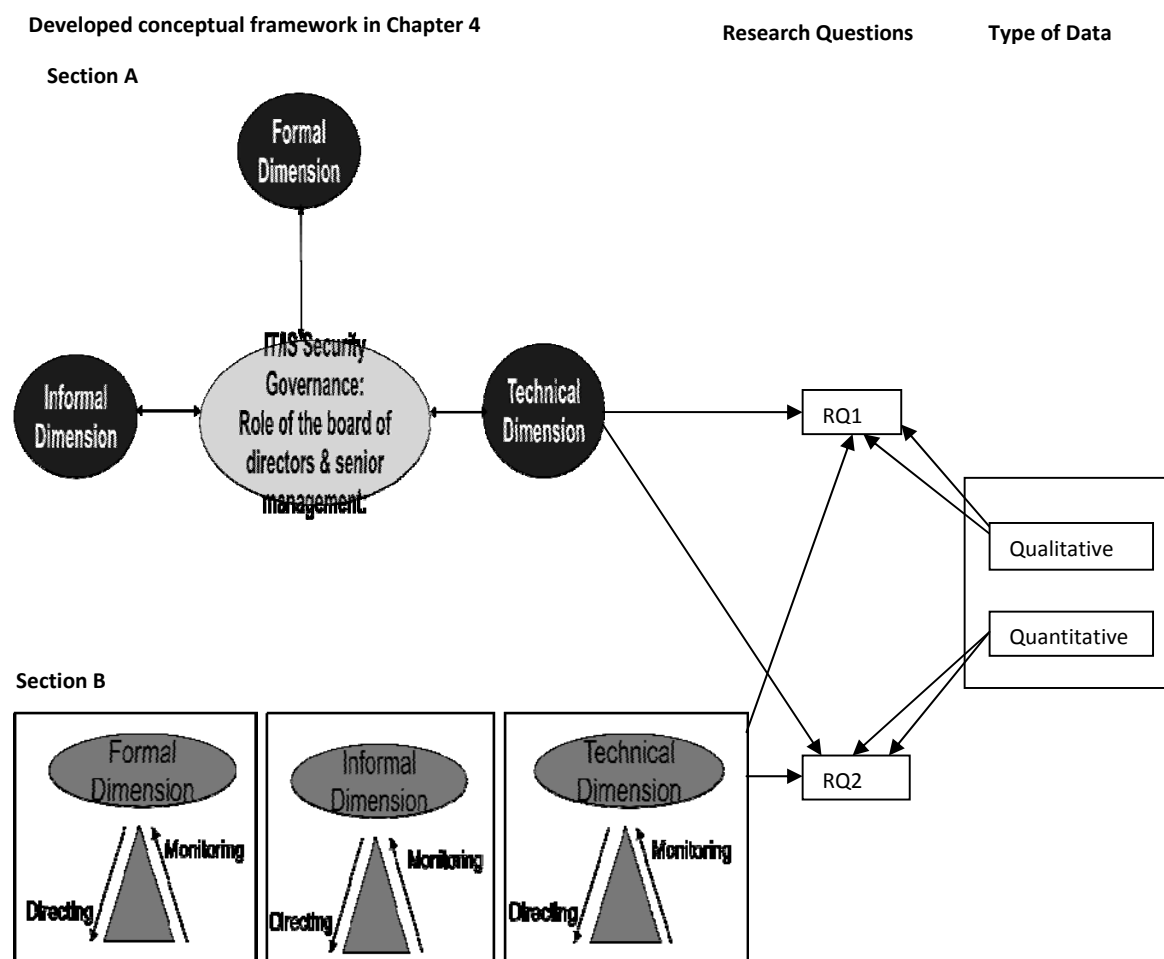 Developed conceptual framework in Chapter 4
Research Questions
Type of Data
Section A
Formal
Dimension
Informal
Dimension
IT/IS Security
Governance:
Role of the board of
directors & senior
management.
Technical
Dimension
RQ1
Qualitative
Quantitative
RQ2
Section B
Formal
Dimension
Monitoring
Directing
Informal
Dimension
Monitoring
Directing
Technical
Dimension
Monitoring
Directing